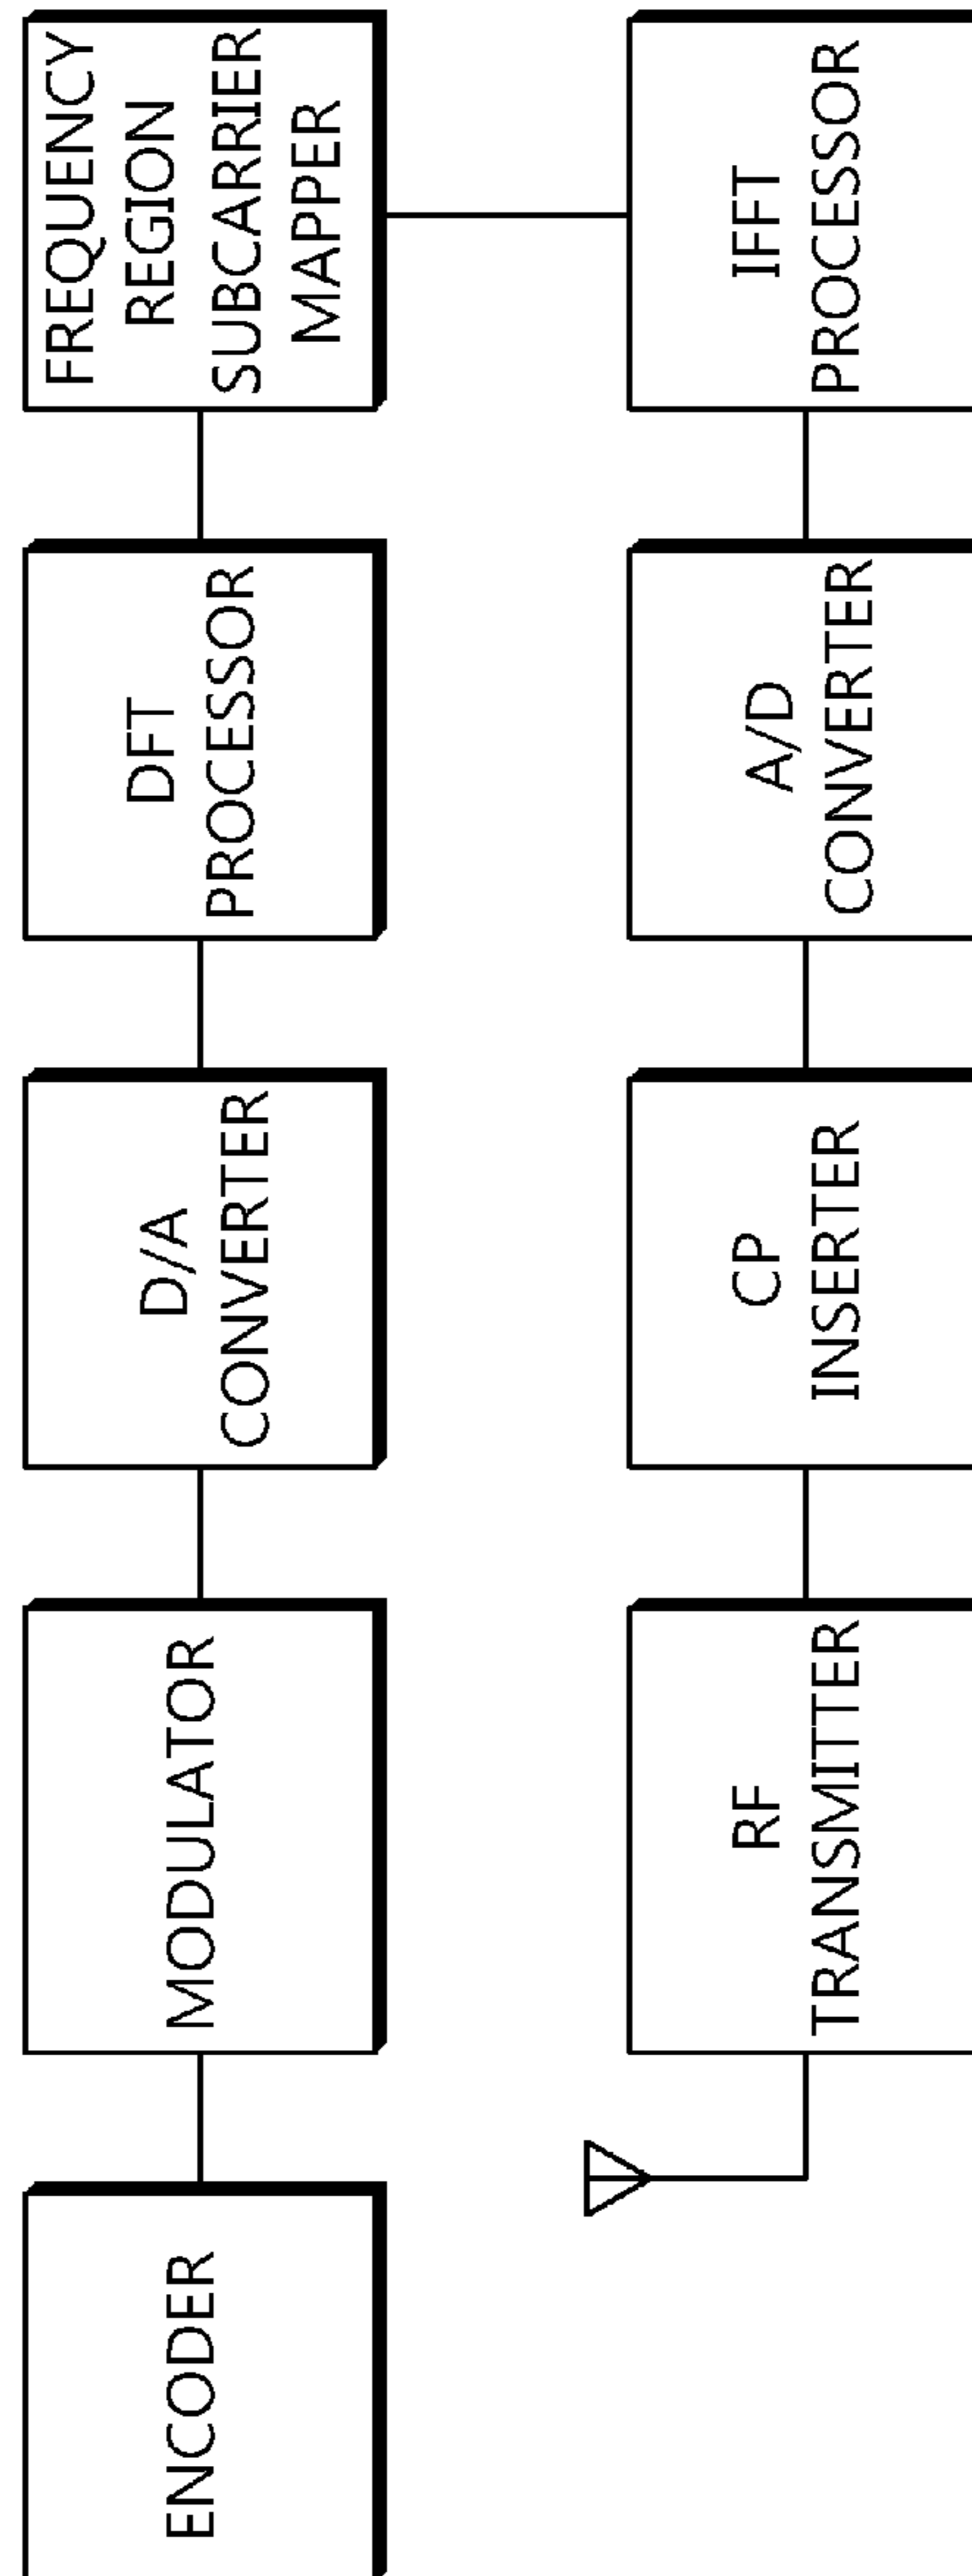 ENCODER
MODULATOR
D/A
CONVERTER
DFT
PROCESSOR
FREQUENCY
REGION
SUBCARRIER
MAPPER
RF
TRANSMITTER
CP
INSERTER
A/D
CONVERTER
IFFT
PROCESSOR